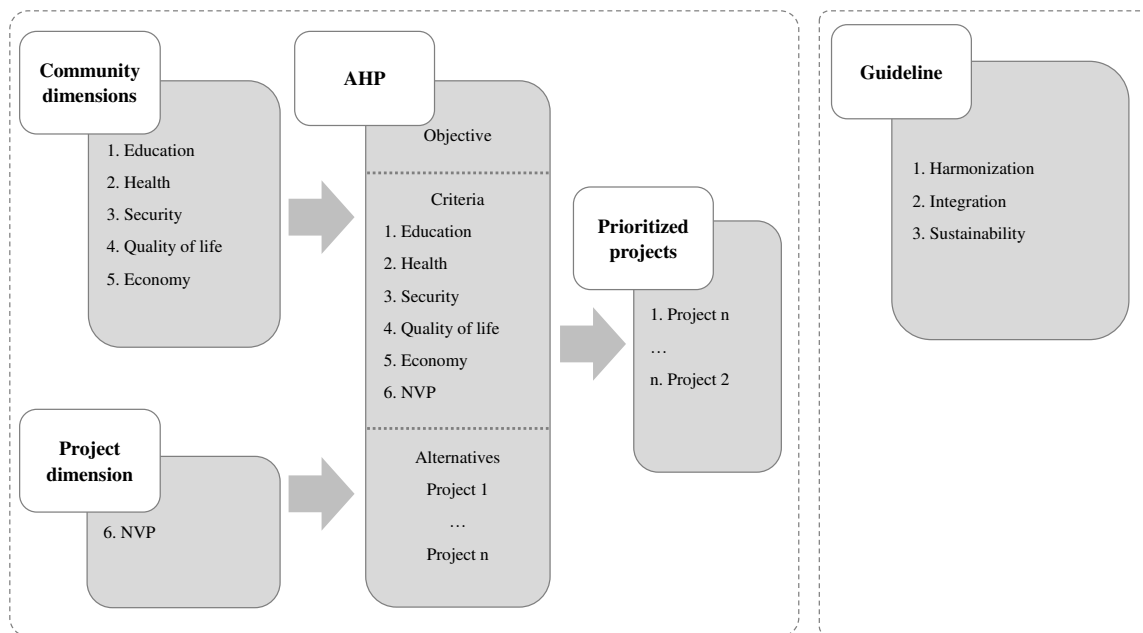 Community
dimensions
1. Education
2. Health
3. Security
4. Quality of life
5. Economy
Project
dimension
6. NVP
AHP
Objective
Criteria
1. Education
2. Health
3. Security
4. Quality of life
5. Economy
6. NVP
Alternatives
Project 1
…
Project n
Prioritized
projects
1. Project n
…
n. Project 2
Guideline
1. Harmonization
2. Integration
3. Sustainability